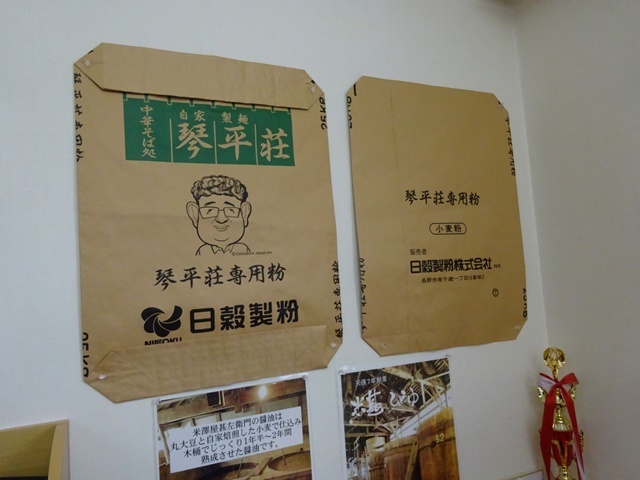 中華そば処
自家製麺
琴平荘
25KG
琴平荘専用粉
日穀製粉
NIKKOKU
琴平荘専用粉
小麦粉
販売者
日穀製粉株式会社
25KG
米澤屋甚左衛門の醤油は
丸大豆と自家焙煎した小麦で仕込み
木桶でじっくり1年半~2年間
熟成させた醤油です。